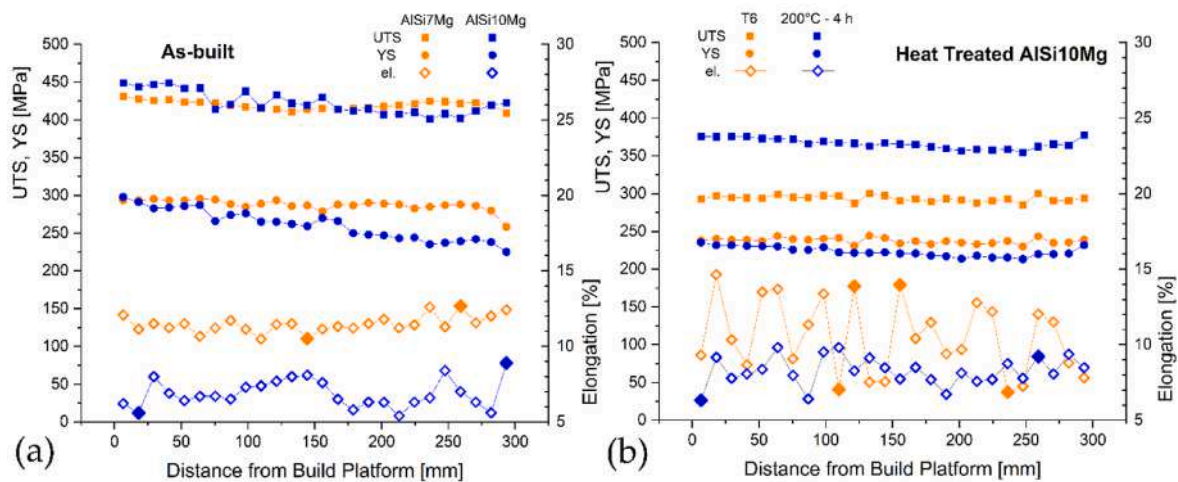 As-built
AlSi7Mg AlSi10Mg
UTS
YS
el.
UTS, YS [MPa]
500
450
400
350
300
250
200
150
100
50
0
30
25
20
15
10
5
Elongation [%]
0 50 100 150 200 250 300
Distance from Build Platform [mm]
(a)
T6 200°C - 4 h
UTS
YS
el.
Heat Treated AlSi10Mg
UTS, YS [MPa]
500
450
400
350
300
250
200
150
100
50
0
30
25
20
15
10
5
Elongation [%]
0 50 100 150 200 250 300
Distance from Build Platform [mm]
(b)